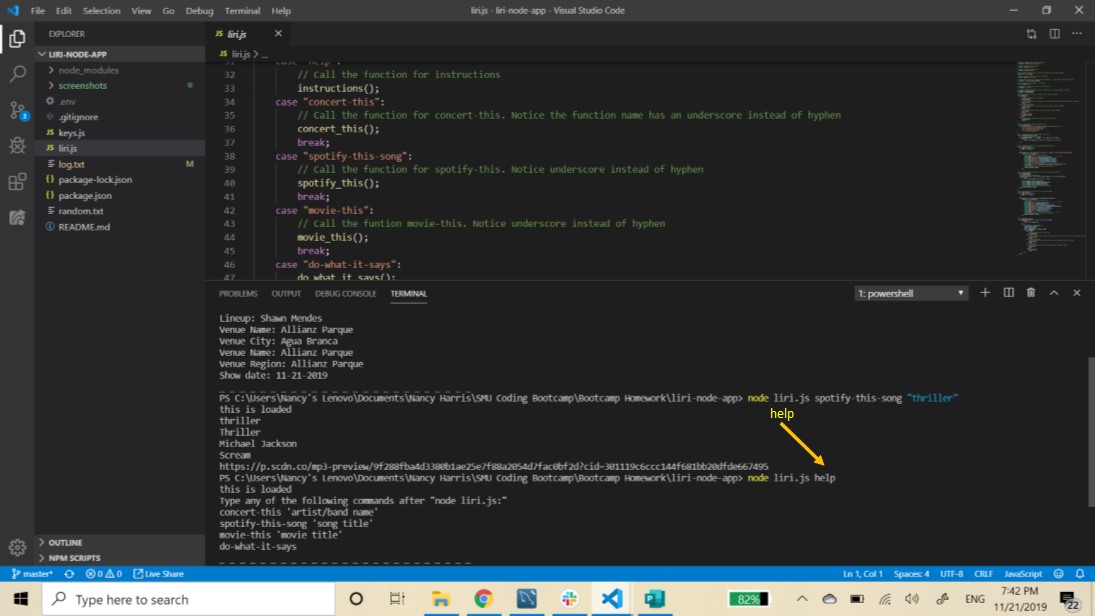 File Edit Selection View Go Debug Terminal Help
liri.js - liri-node-app - Visual Studio Code
EXPLORER
LIRI-NODE-APP
node_modules
screenshots
.env
.gitignore
JS keys.js
JS liri.js
log.txt M
package-lock.json
package.json
random.txt
README.md
OUTLINE
NPM SCRIPTS
3
JS liri.js
JS liri.js > ...
31 case "help":
32 // Call the function for instructions
33 instructions();
34 case "concert-this":
35 // Call the function for concert-this. Notice the function name has an underscore instead of hyphen
36 concert_this();
37 break;
38 case "spotify-this-song":
39 // Call the function for spotify-this. Notice underscore instead of hyphen
40 spotify_this();
41 break;
42 case "movie-this":
43 // Call the funtion movie-this. Notice underscore instead of hyphen
44 movie_this();
45 break;
46 case "do-what-it-says":
47 do_what_it_says();
PROBLEMS OUTPUT DEBUG CONSOLE TERMINAL
1: powershell
Lineup: Shawn Mendes
Venue Name: Allianz Parque
Venue City: Agua Branca
Venue Name: Allianz Parque
Venue Region: Allianz Parque
Show date: 11-21-2019
_ _ _ _ _ _ _ _ _ _ _ _ _ _ _ _ _ _ _ _ _ _ _
PS C:\Users\Nancy's Lenovo\Documents\Nancy Harris\SMU Coding Bootcamp\Bootcamp Homework\liri-node-app> node liri.js spotify-this-song "thriller"
this is loaded
thriller
Thriller
Michael Jackson
Scream
https://p.scdn.co/mp3-preview/9f288fba4d3380b1ae25e7f88a2054d7fac0bf2d?cid=301119c6ccc144f681bb20dfde667495
PS C:\Users\Nancy's Lenovo\Documents\Nancy Harris\SMU Coding Bootcamp\Bootcamp Homework\liri-node-app> node liri.js help
this is loaded
Type any of the following commands after "node liri.js:"
concert-this 'artist/band name'
spotify-this-song 'song title'
movie-this 'movie title'
do-what-it-says
_ _ _ _ _ _ _ _ _ _ _ _ _ _ _ _ _ _ _ _ _ _ _
help
master* 0 0 Live Share
Ln 1, Col 1 Spaces: 4 UTF-8 CRLF JavaScript
Type here to search
82%
ENG
7:42 PM
11/21/2019
22